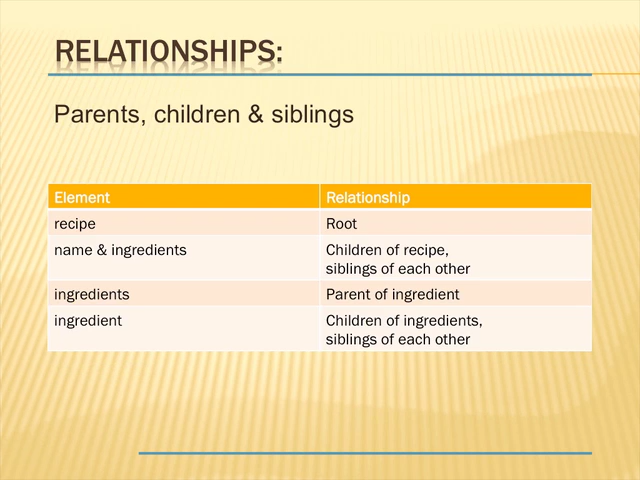 RELATIONSHIPS:
Parents, children & siblings
Element Relationship
recipe Root
name & ingredients Children of recipe,
siblings of each other
ingredients Parent of ingredient
ingredient Children of ingredients,
siblings of each other